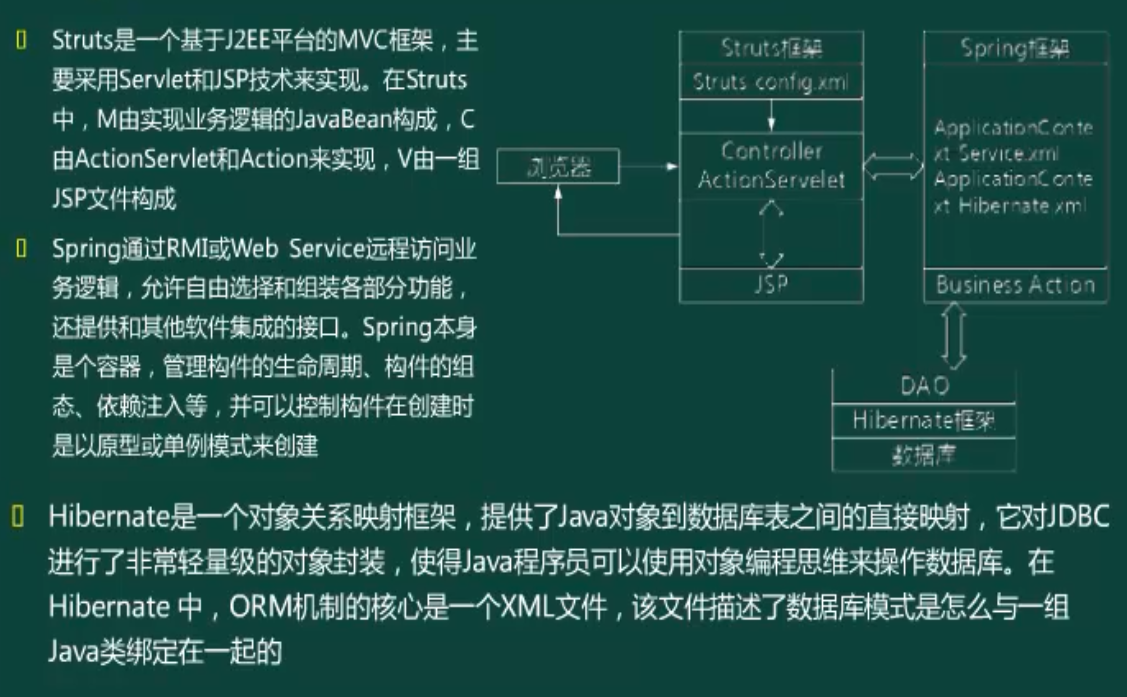 Struts是一个基于J2EE平台的MVC框架，主
要采用Servlet和JSP技术来实现。在Struts
中，M由实现业务逻辑的JavaBean构成，C
由ActionServlet和Action来实现，V由一组
JSP文件构成
Spring通过RMI或Web Service远程访问业
务逻辑，允许自由选择和组装各部分功能，
还提供和其他软件集成的接口。Spring本身
是个容器，管理构件的生命周期、构件的组
态、依赖注入等，并可以控制构件在创建时
是以原型或单例模式来创建
浏览器
Struts框架
Struts config.xml
Controller
ActionServelet
JSP
Spring框架
ApplicationConte
xt Service.xml
ApplicationConte
xt Hibernate.xml
Business Action
DAO
Hibernate框架
数据库
Hibernate是一个对象关系映射框架，提供了Java对象到数据库表之间的直接映射，它对JDBC
进行了非常轻量级的对象封装，使得Java程序员可以使用对象编程思维来操作数据库。在
Hibernate 中，ORM机制的核心是一个XML文件，该文件描述了数据库模式是怎么与一组
Java类绑定在一起的